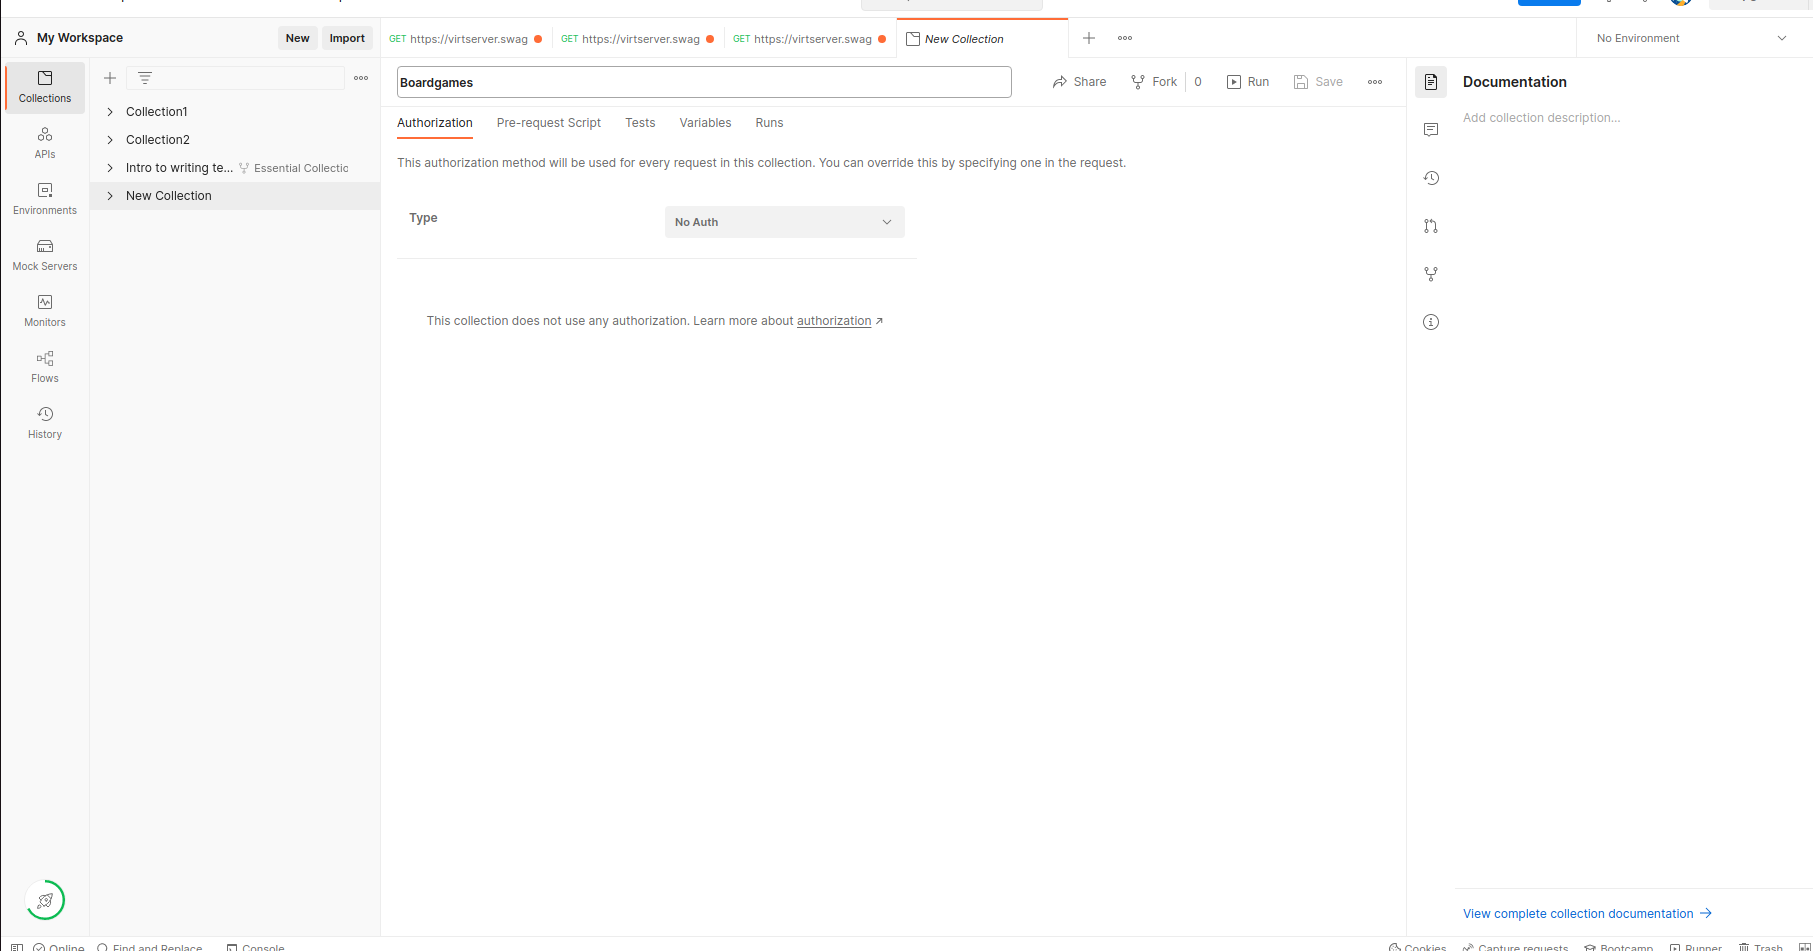 My Workspace
New
Import
GET https://virtserver.swag
GET https://virtserver.swag
GET https://virtserver.swag
New Collection
No Environment
Collections
APIs
Environments
Mock Servers
Monitors
Flows
History
Collection1
Collection2
Intro to writing te... Essential Collectic
New Collection
Boardgames
Share
Fork 0
Run
Save
Authorization
Pre-request Script
Tests
Variables
Runs
This authorization method will be used for every request in this collection. You can override this by specifying one in the request.
Type
No Auth
This collection does not use any authorization. Learn more about authorization ↗
Documentation
Add collection description...
View complete collection documentation →
Online
Find and Replace
Console
Cookies
Capture requests
Bootcamp
Runner
Trash